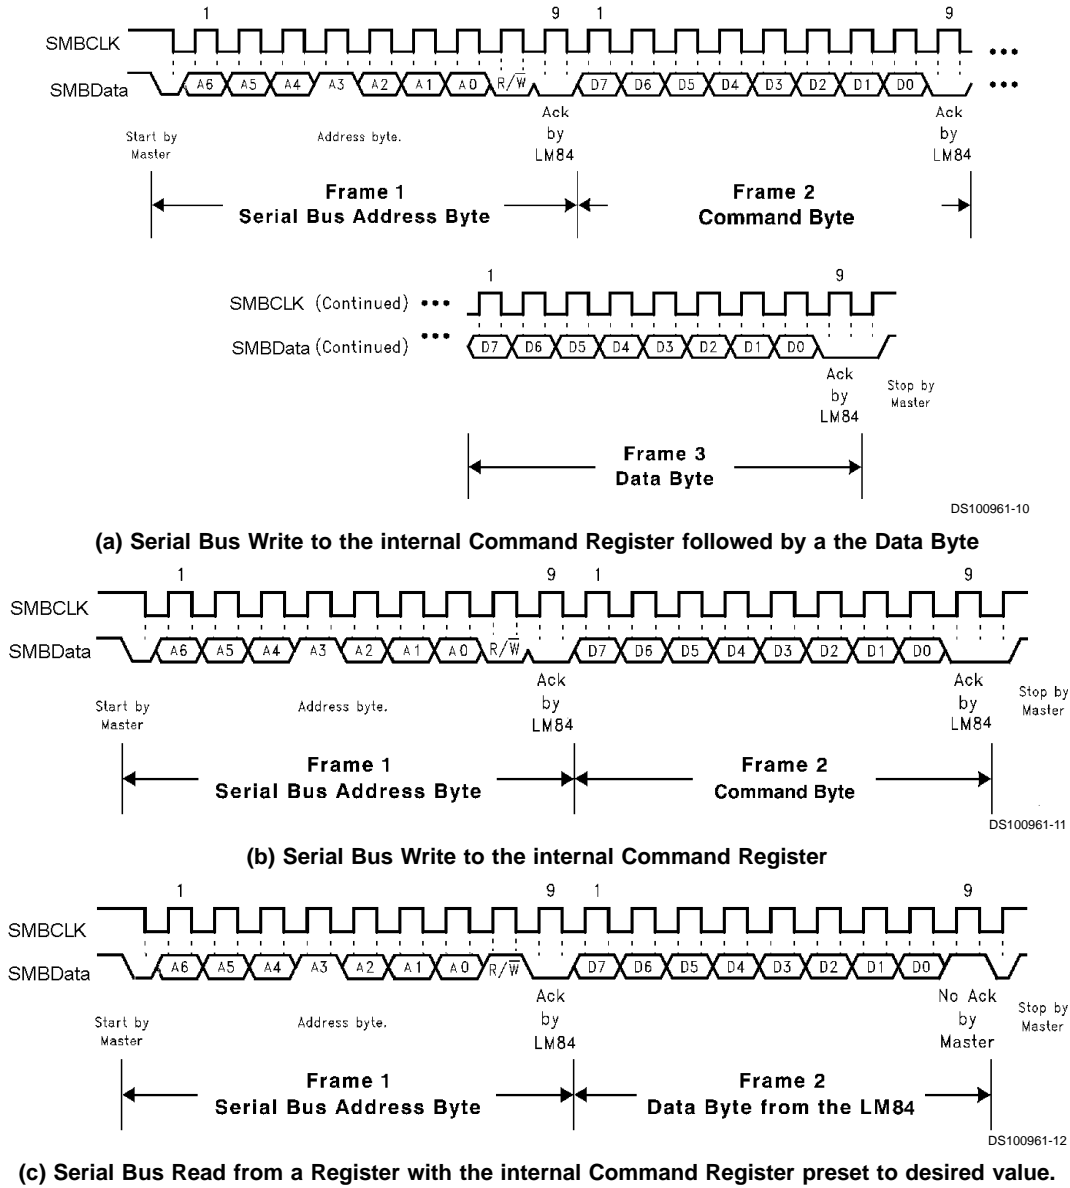 1 9 1 9
SMBCLK •••
SMBData A6 A5 A4 A3 A2 A1 A0 R/W̅ D7 D6 D5 D4 D3 D2 D1 D0 •••
Start by Master
Address byte.
Ack by LM84
Ack by LM84
Frame 1
Serial Bus Address Byte
Frame 2
Command Byte
1 9
SMBCLK (Continued) •••
SMBData (Continued) ••• D7 D6 D5 D4 D3 D2 D1 D0
Ack by LM84
Stop by Master
Frame 3
Data Byte
DS100961-10
(a) Serial Bus Write to the internal Command Register followed by a the Data Byte
1 9 1 9
SMBCLK
SMBData A6 A5 A4 A3 A2 A1 A0 R/W̅ D7 D6 D5 D4 D3 D2 D1 D0
Start by Master
Address byte.
Ack by LM84
Ack by LM84
Stop by Master
Frame 1
Serial Bus Address Byte
Frame 2
Command Byte
DS100961-11
(b) Serial Bus Write to the internal Command Register
1 9 1 9
SMBCLK
SMBData A6 A5 A4 A3 A2 A1 A0 R/W̅ D7 D6 D5 D4 D3 D2 D1 D0
Start by Master
Address byte.
Ack by LM84
No Ack by Master
Stop by Master
Frame 1
Serial Bus Address Byte
Frame 2
Data Byte from the LM84
DS100961-12
(c) Serial Bus Read from a Register with the internal Command Register preset to desired value.